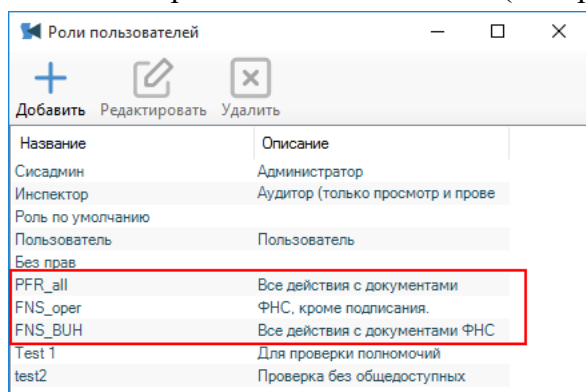 Роли пользователей
Добавить Редактировать Удалить
Название Описание
Сисадмин Администратор
Инспектор Аудитор (только просмотр и прове
Роль по умолчанию
Пользователь Пользователь
Без прав
PFR_all Все действия с документами
FNS_oper ФНС, кроме подписания.
FNS_BUH Все действия с документами ФНС
Test 1 Для проверки полномочий
test2 Проверка без общедоступных